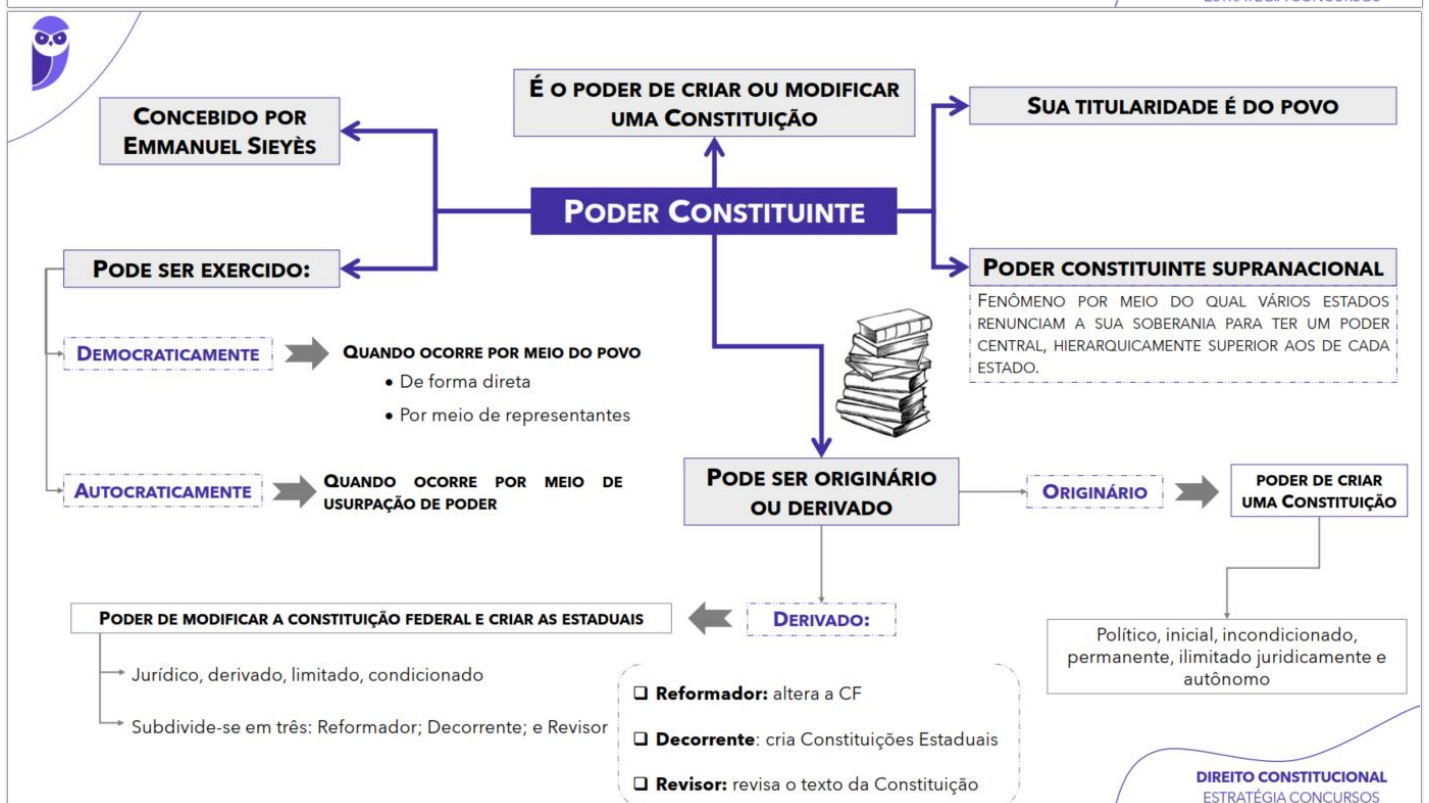 ESTRATÉGIA CONCURSOS
É O PODER DE CRIAR OU MODIFICAR
UMA CONSTITUIÇÃO
CONCEBIDO POR
EMMANUEL SIEYÈS
SUA TITULARIDADE É DO POVO
PODER CONSTITUINTE
PODE SER EXERCIDO:
PODER CONSTITUINTE SUPRANACIONAL
FENÔMENO POR MEIO DO QUAL VÁRIOS ESTADOS
RENUNCIAM A SUA SOBERANIA PARA TER UM PODER
CENTRAL, HIERARQUICAMENTE SUPERIOR AOS DE CADA
ESTADO.
DEMOCRATICAMENTE
QUANDO OCORRE POR MEIO DO POVO
• De forma direta
• Por meio de representantes
AUTOCRATICAMENTE
QUANDO OCORRE POR MEIO DE
USURPAÇÃO DE PODER
PODE SER ORIGINÁRIO
OU DERIVADO
ORIGINÁRIO
PODER DE CRIAR
UMA CONSTITUIÇÃO
Político, inicial, incondicionado,
permanente, ilimitado juridicamente e
autônomo
DERIVADO:
PODER DE MODIFICAR A CONSTITUIÇÃO FEDERAL E CRIAR AS ESTADUAIS
Jurídico, derivado, limitado, condicionado
Subdivide-se em três: Reformador; Decorrente; e Revisor
❑ Reformador: altera a CF
❑ Decorrente: cria Constituições Estaduais
❑ Revisor: revisa o texto da Constituição
DIREITO CONSTITUCIONAL
ESTRATÉGIA CONCURSOS